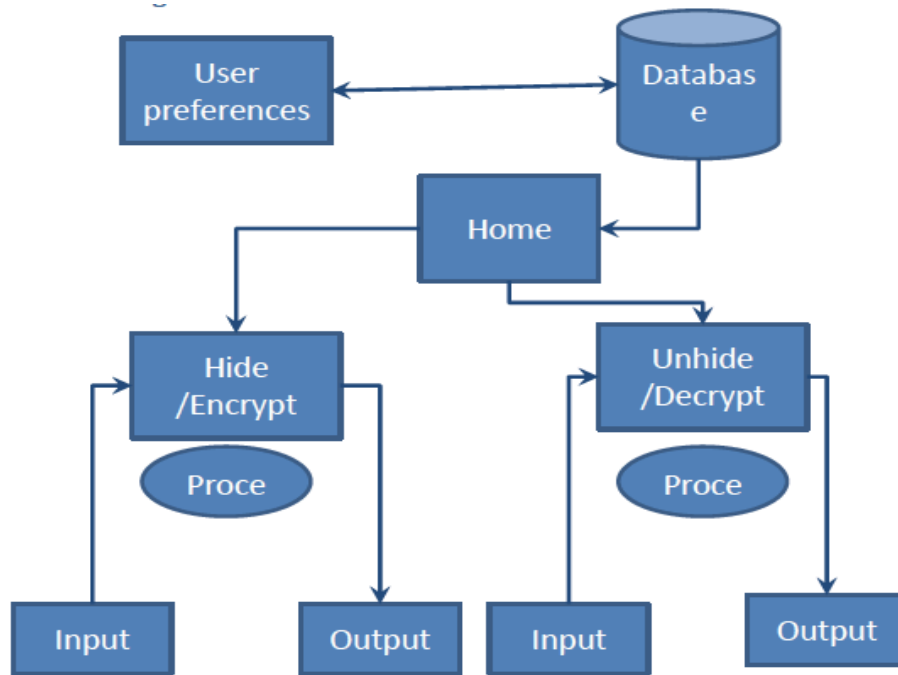 User
preferences
Databas
e
Home
Hide
/Encrypt
Unhide
/Decrypt
Proce
Proce
Input
Output
Input
Output